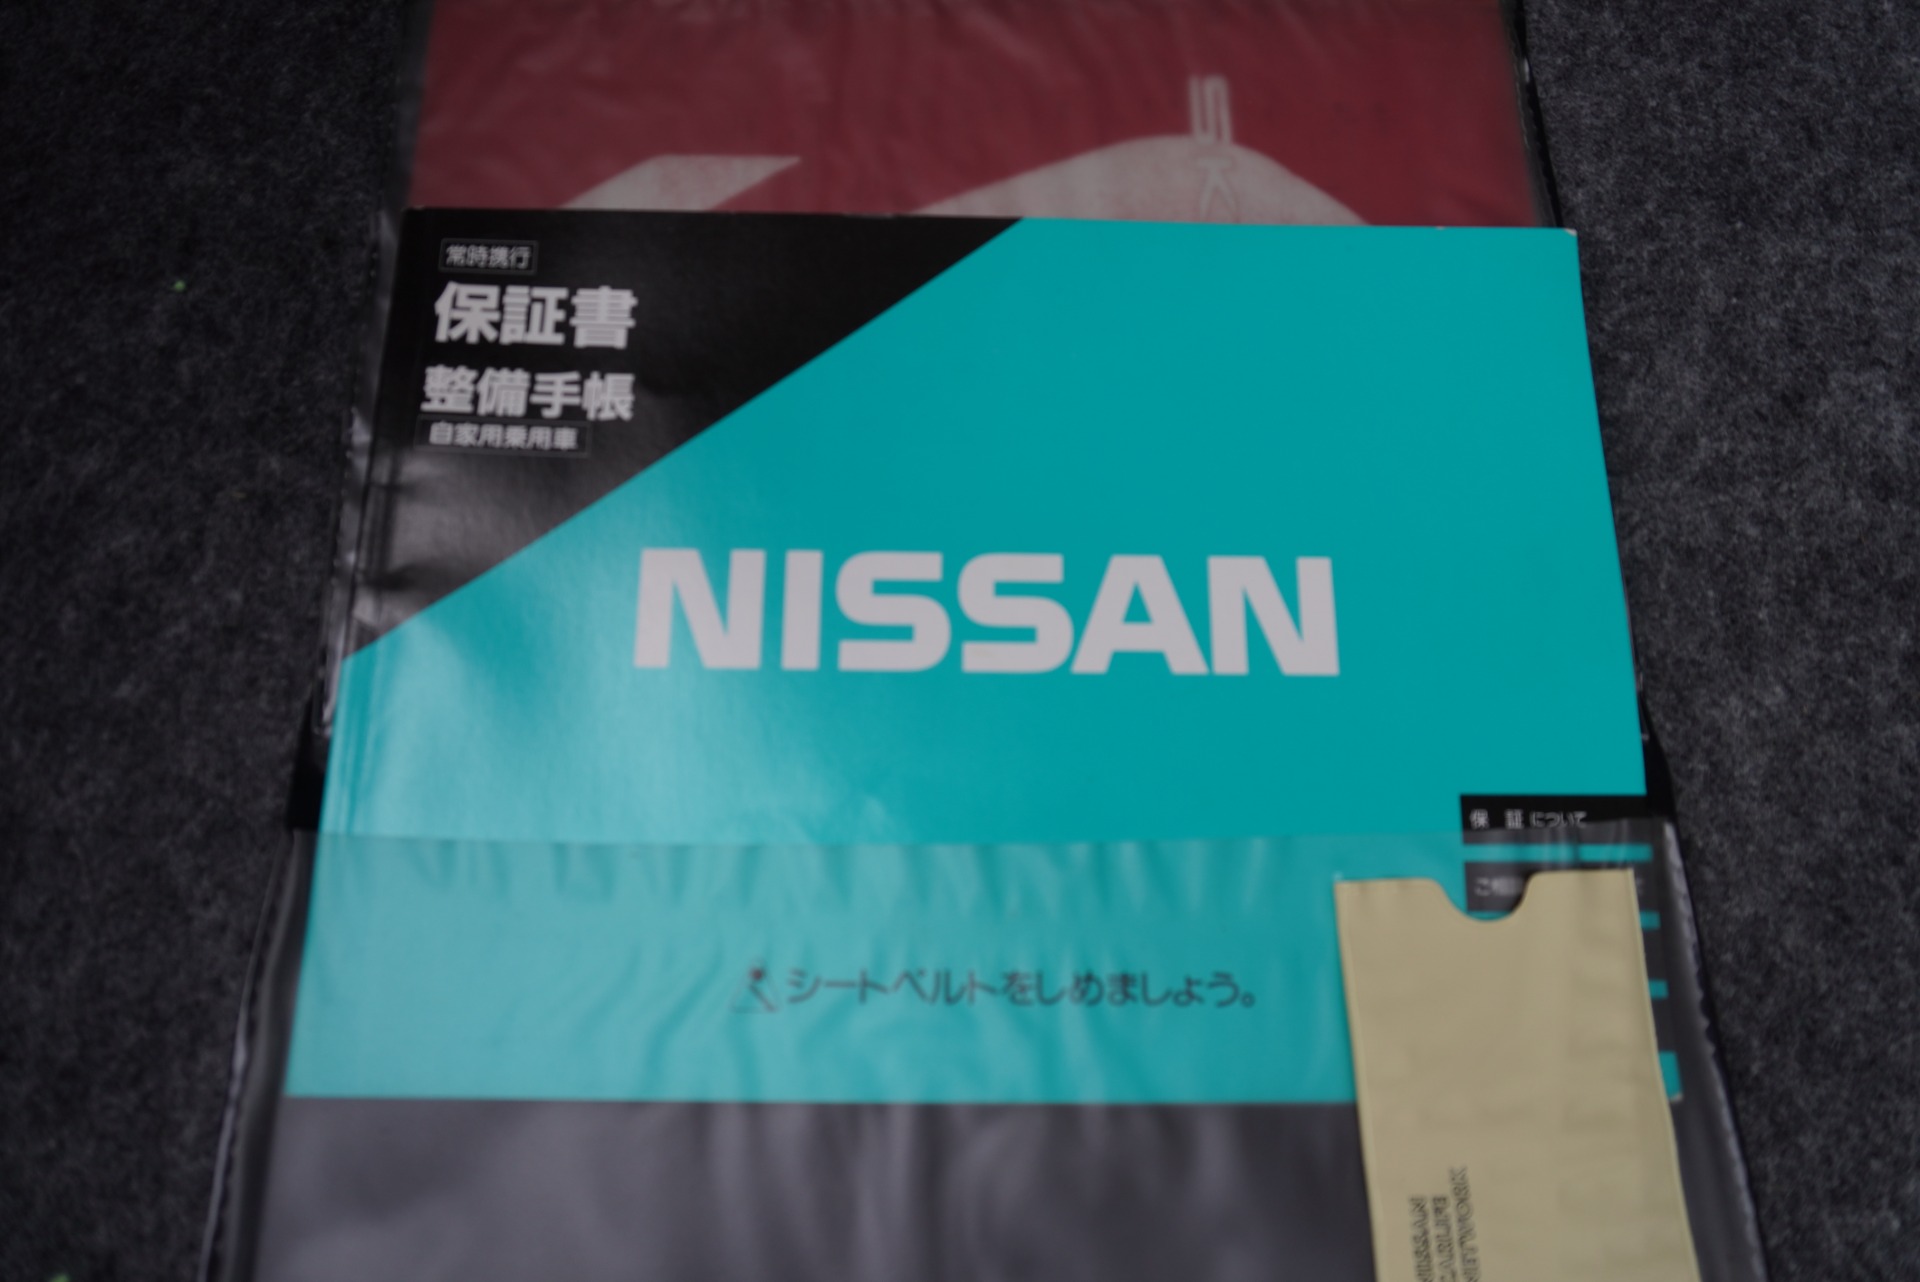 常時携行
保証書
整備手帳
自家用乗用車
NISSAN
保 証 について
シートベルトをしめましょう。
NISSAN